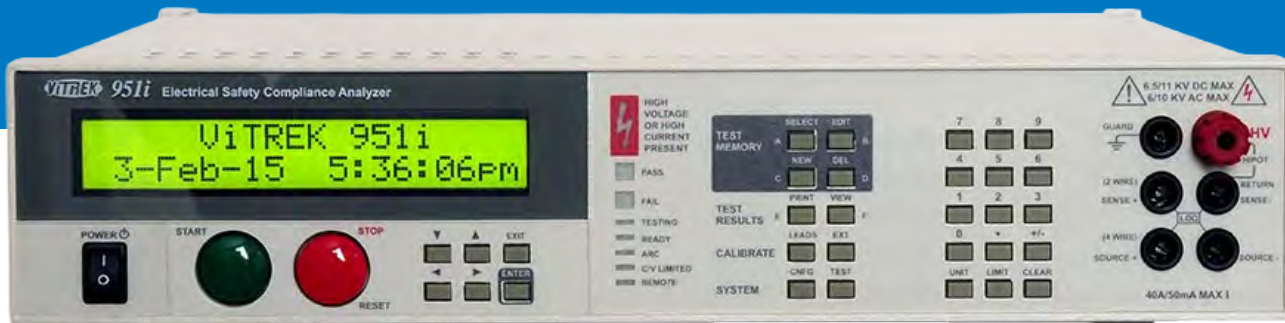 ViTREK 951i Electrical Safety Compliance Analyzer
ViTREK 951i
3-Feb-15 5:36:06pm
POWER
I
O
START
STOP
RESET
▼ ▲ EXIT
◄ ► ENTER
HIGH
VOLTAGE
OR HIGH
CURRENT
PRESENT
PASS
FAIL
TESTING
READY
ARC
C/V LIMITED
REMOTE
TEST
MEMORY
SELECT EDIT
A B
NEW DEL
C D
TEST
RESULTS
PRINT VIEW
E F
CALIBRATE
LEADS EXT
SYSTEM
CNFG TEST
7 8 9
4 5 6
1 2 3
0 • +/-
UNIT LIMIT CLEAR
6.5/11 KV DC MAX
6/10 KV AC MAX
GUARD
HV
HIPOT
(2 WIRE)
RETURN
SENSE +
SENSE -
(4 WIRE)
SOURCE +
SOURCE -
40A/50mA MAX I